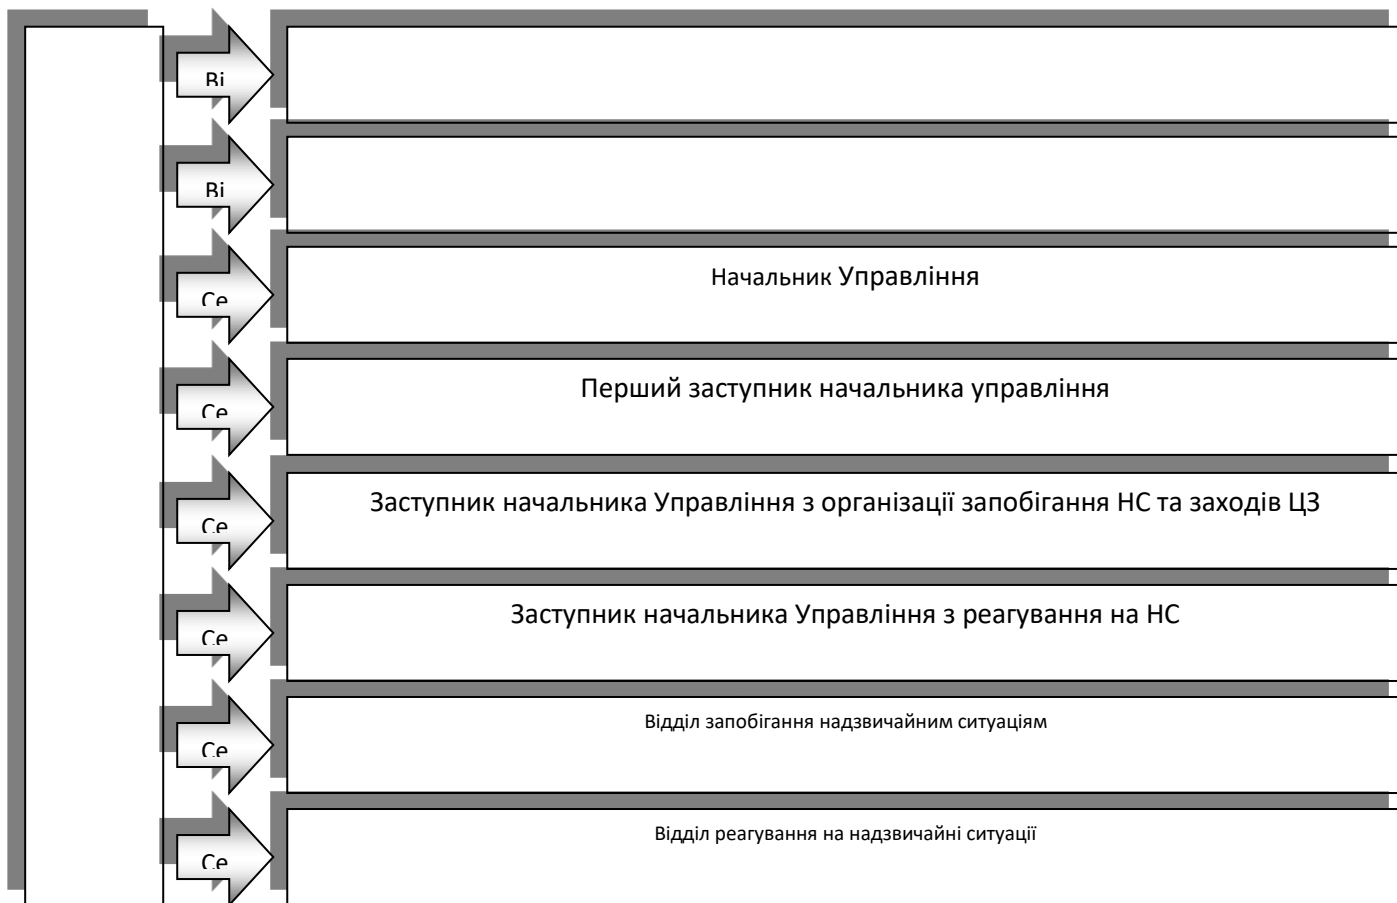 Ві
Ві
Се
Начальник Управління
Се
Перший заступник начальника управління
Се
Заступник начальника Управління з організації запобігання НС та заходів ЦЗ
Се
Заступник начальника Управління з реагування на НС
Се
Відділ запобігання надзвичайним ситуаціям
Се
Відділ реагування на надзвичайні ситуації